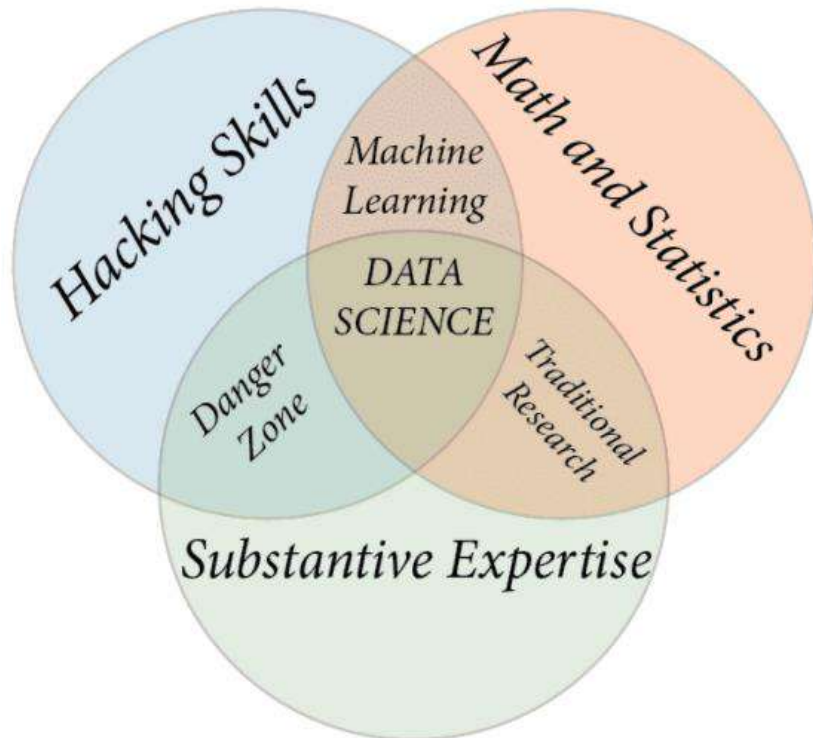 Hacking Skills
Math and Statistics
Machine
Learning
DATA
SCIENCE
Danger
Zone
Traditional
Research
Substantive Expertise